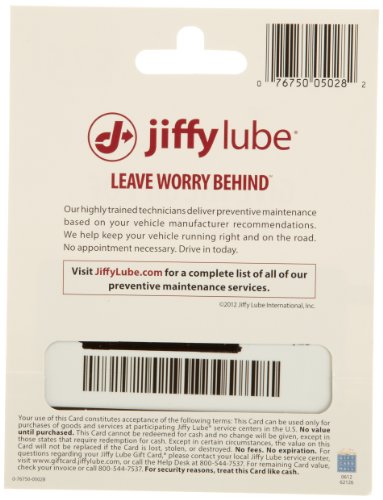 0 76750 05028 2
jiffy lube®
LEAVE WORRY BEHIND™
Our highly trained technicians deliver preventive maintenance
based on your vehicle manufacturer recommendations.
We help keep your vehicle running right and on the road.
No appointment necessary. Drive in today.
Visit JiffyLube.com for a complete list of all of our
preventive maintenance services.
©2012 Jiffy Lube International, Inc.
Your use of this Card constitutes acceptance of the following terms: This Card can be used only for
purchases of goods and services at participating Jiffy Lube® service centers in the U.S. No value
until purchased. This Card cannot be redeemed for cash and no change will be given, except in
those states that require redemption for cash. Except in certain circumstances, the value on this
Card will not be replaced if the Card is lost, stolen, or destroyed. No fees. No expiration. For
questions regarding your Jiffy Lube Gift Card,® please contact your local Jiffy Lube service center,
www.giftcard.jiffylube.com, or call the Help Desk at 800-544-7537. For remaining Card value,
check your invoice or call 800-544-7537. For security reasons, treat this Card like cash.
0-76750-05028
0612
62126